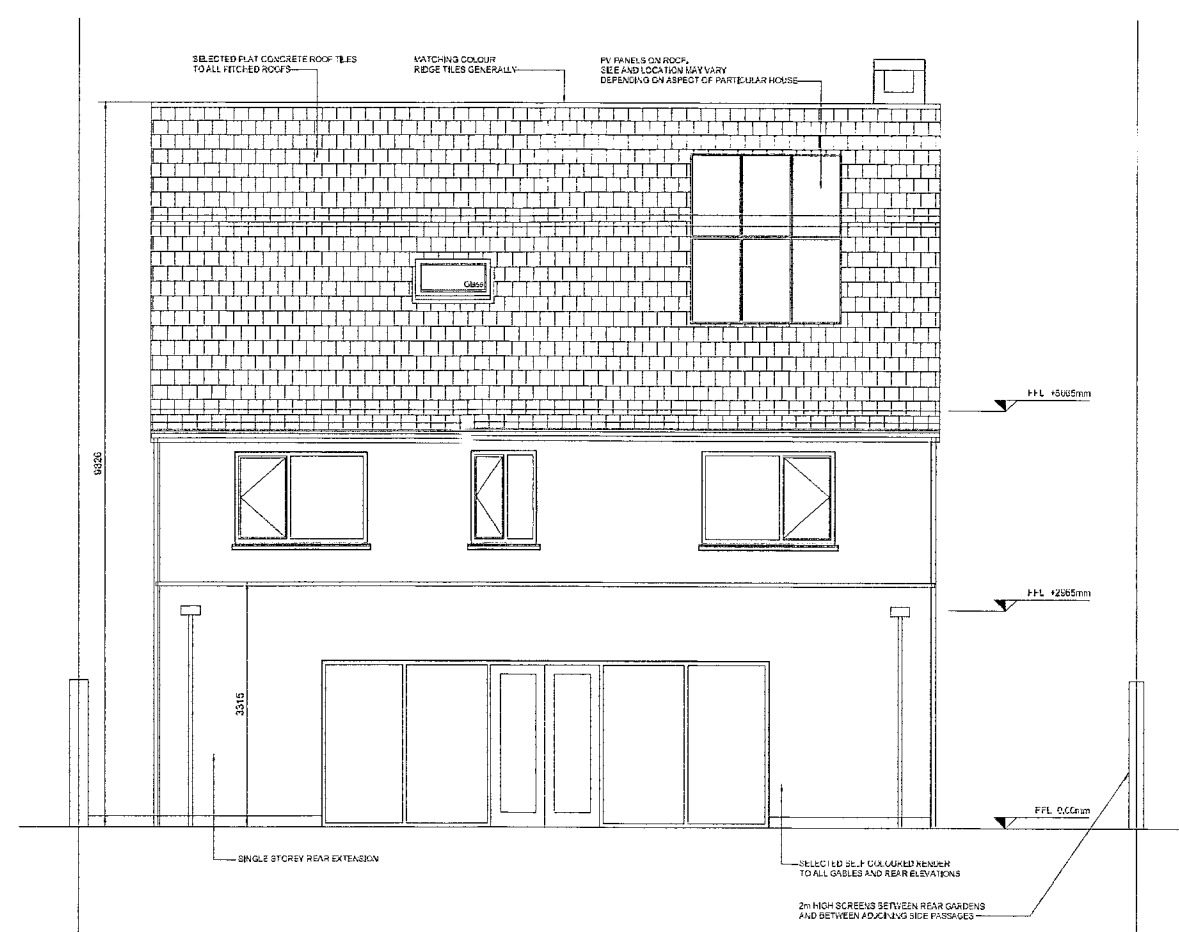 SELECTED FLAT CONCRETE ROOF TILES
TO ALL PITCHED ROOFS
MATCHING COLOUR
RIDGE TILES GENERALLY
PV PANELS ON ROOF,
SIZE AND LOCATION MAY VARY
DEPENDING ON ASPECT OF PARTICULAR HOUSE
Glass
FFL
9326
FFL +2965mm
3315
FFL 0,00mm
SINGLE STOREY REAR EXTENSION
SELECTED SELF COLOURED RENDER
TO ALL GABLES AND REAR ELEVATIONS
2m HIGH SCREENS BETWEEN REAR GARDENS
AND BETWEEN ADJOINING SIDE PASSAGES